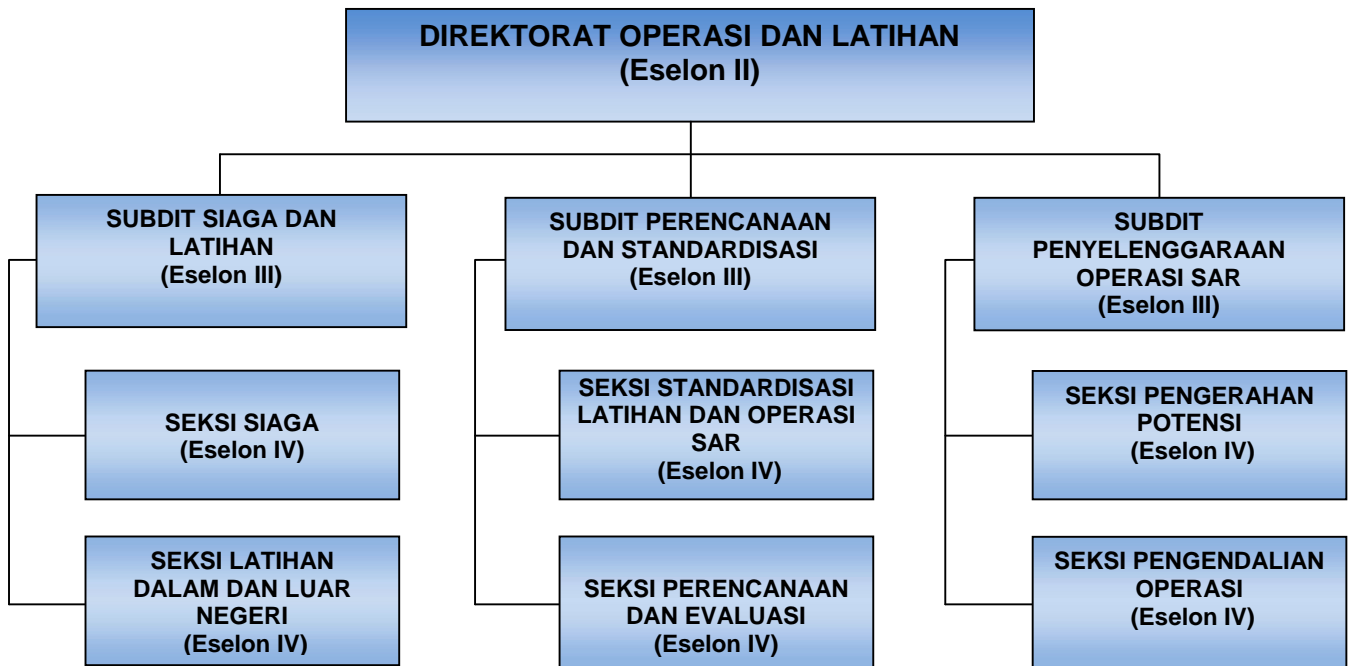 DIREKTORAT OPERASI DAN LATIHAN
(Eselon II)
SUBDIT SIAGA DAN
LATIHAN
(Eselon III)
SUBDIT PERENCANAAN
DAN STANDARDISASI
(Eselon III)
SUBDIT
PENYELENGGARAAN
OPERASI SAR
(Eselon III)
SEKSI SIAGA
(Eselon IV)
SEKSI STANDARDISASI
LATIHAN DAN OPERASI
SAR
(Eselon IV)
SEKSI PENGERAHAN
POTENSI
(Eselon IV)
SEKSI LATIHAN
DALAM DAN LUAR
NEGERI
(Eselon IV)
SEKSI PERENCANAAN
DAN EVALUASI
(Eselon IV)
SEKSI PENGENDALIAN
OPERASI
(Eselon IV)